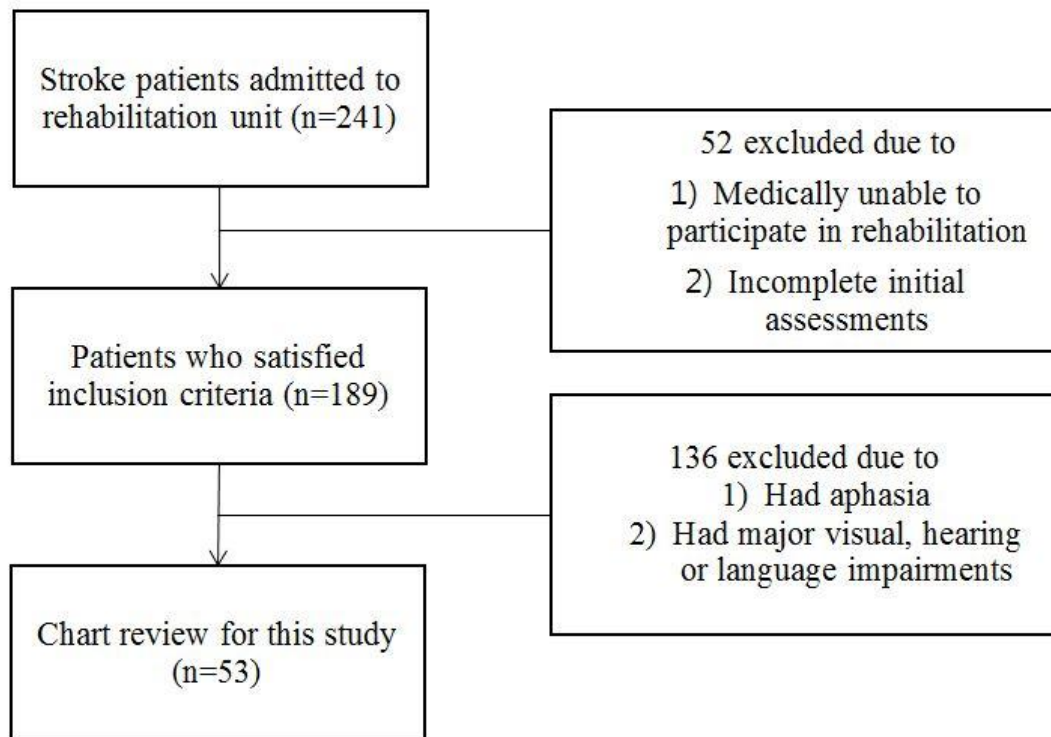 Stroke patients admitted to
rehabilitation unit (n=241)
52 excluded due to
1) Medically unable to
participate in rehabilitation
2) Incomplete initial
assessments
Patients who satisfied
inclusion criteria (n=189)
136 excluded due to
1) Had aphasia
2) Had major visual, hearing
or language impairments
Chart review for this study
(n=53)